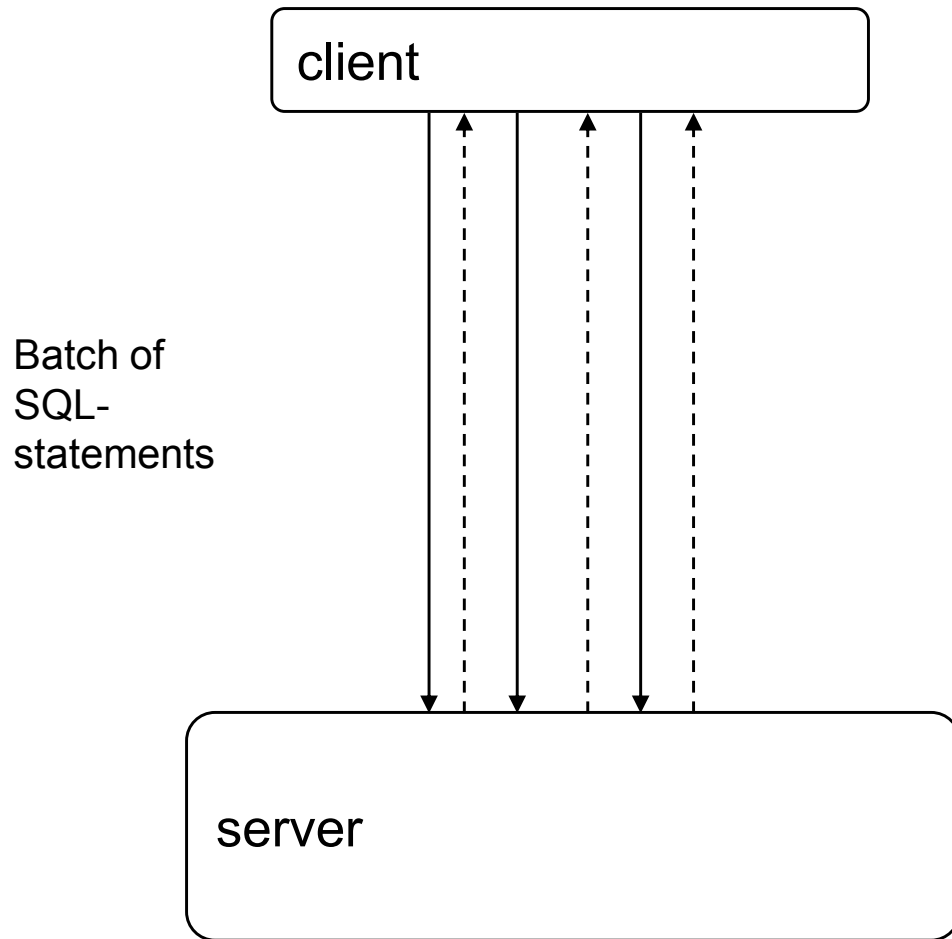 client
Batch of
SQL-
statements
server